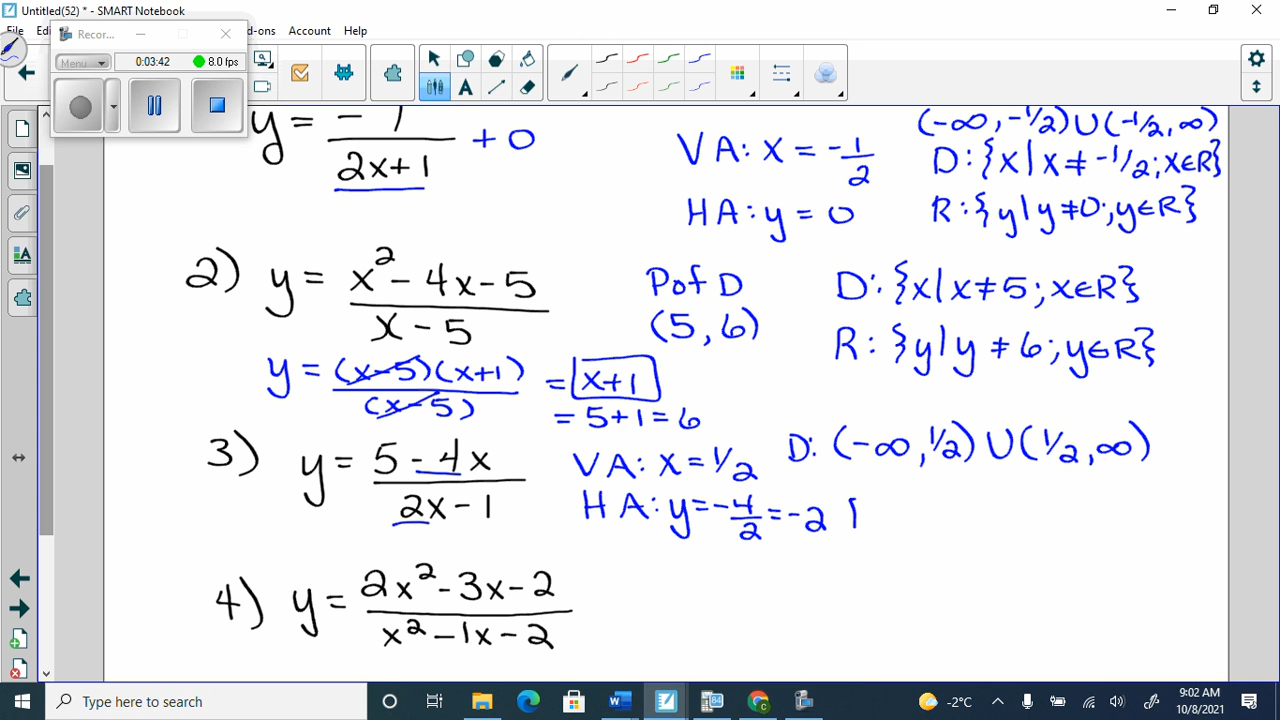 Untitled(52) * - SMART Notebook
File Ed d-ons Account Help
Recor...
Menu 00:03:42 8.0 fps
y = -1 / 2x+1 + 0
VA: x = -1/2
HA: y = 0
(-∞, -1/2) U (-1/2, ∞)
D: {x | x ≠ -1/2; x∈R}
R: {y | y ≠ 0; y∈R}
2) y = x² - 4x - 5 / x - 5
P of D
(5, 6)
D: {x | x ≠ 5; x∈R}
R: {y | y ≠ 6; y∈R}
y = (x-5)(x+1) / (x-5) = x+1
= 5+1 = 6
3) y = 5 - 4x / 2x - 1
VA: x = 1/2
HA: y = -4/2 = -2
D: (-∞, 1/2) U (1/2, ∞)
4) y = 2x² - 3x - 2 / x² - 1x - 2
Type here to search
-2°C
9:02 AM
10/8/2021